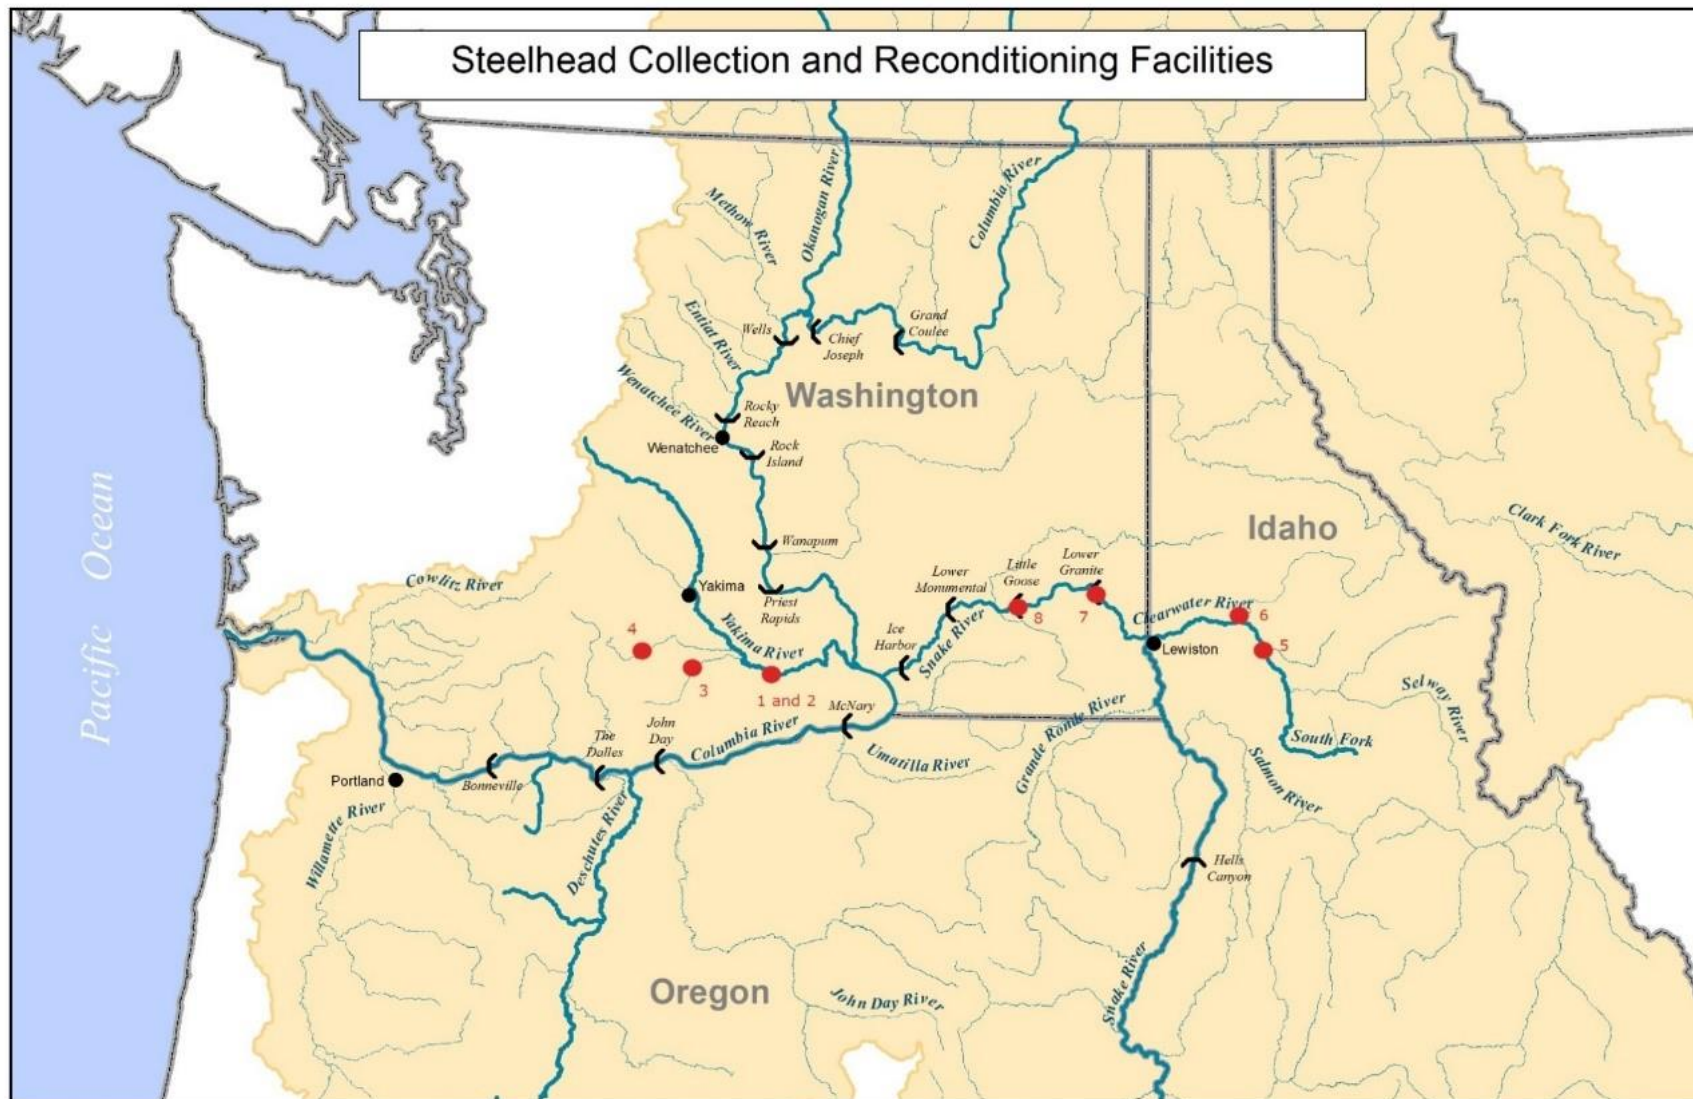 Steelhead Collection and Reconditioning Facilities
Methow River
Okanogan River
Columbia River
Entiat River
Wells
Chief
Joseph
Grand
Coulee
Wenatchee River
Washington
Rocky
Reach
Wenatchee
Rock
Island
Pacific Ocean
Wanapum
Idaho
Clark Fork River
Cowlitz River
Yakima
Priest
Rapids
Lower
Monumental
Little
Goose
Lower
Granite
Clearwater River
6
8
7
4
Yakima River
Ice
Harbor
Snake River
Lewiston
5
3
1 and 2
McNary
Selway River
John
Day
The
Dalles
Columbia River
Umatilla River
Grande Ronde River
South Fork
Salmon River
Portland
Bonneville
Willamette River
Deschutes River
Hells
Canyon
Oregon
John Day River
Snake River